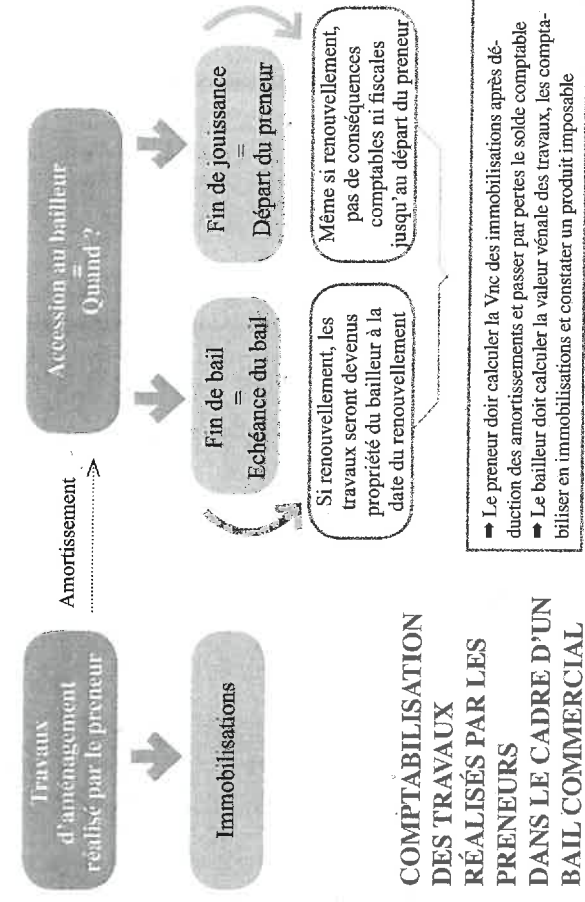 Travaux
d'aménagement
réalisé par le preneur
Amortissement
Accession au bailleur
=
Quand ?
Immobilisations
Fin de bail
=
Echéance du bail
Fin de jouissance
=
Départ du preneur
Si renouvellement, les
travaux seront devenus
propriété du bailleur à la
date du renouvellement
Même si renouvellement,
pas de conséquences
comptables ni fiscales
jusqu'au départ du preneur
COMPTABILISATION
DES TRAVAUX
RÉALISÉS PAR LES
PRENEURS
DANS LE CADRE D'UN
BAIL COMMERCIAL
➡ Le preneur doir calculer la Vnc des immobilisations après dé-
duction des amortissements et passer par pertes le solde comptable
➡ Le bailleur doit calculer la valeur vénale des travaux, les compta-
biliser en immobilisations et constater un produit imposable